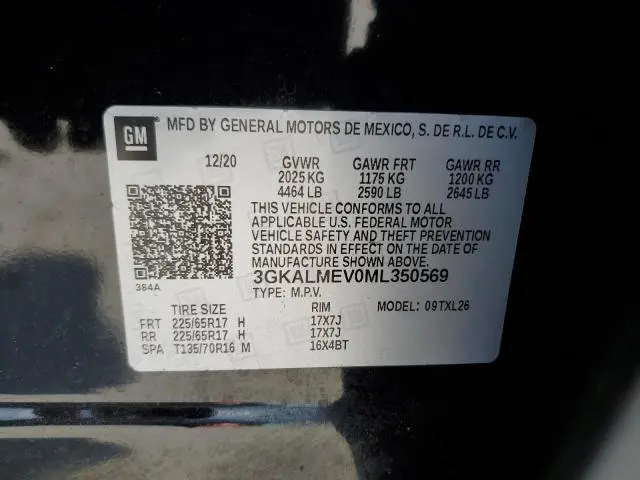 GM
MFD BY GENERAL MOTORS DE MEXICO, S. DE R.L. DE C.V.
12/20 GVWR GAWR FRT GAWR RR
2025 KG 1175 KG 1200 KG
4464 LB 2590 LB 2645 LB
THIS VEHICLE CONFORMS TO ALL
APPLICABLE U.S. FEDERAL MOTOR
VEHICLE SAFETY AND THEFT PREVENTION
STANDARDS IN EFFECT ON THE DATE OF
MANUFACTURE SHOWN ABOVE.
384A 3GKALMEV0ML350569
TYPE: M.P.V.
TIRE SIZE RIM MODEL: 09TXL26
FRT 225/65R17 H 17X7J
RR 225/65R17 H 17X7J
SPA T135/70R16 M 16X4BT